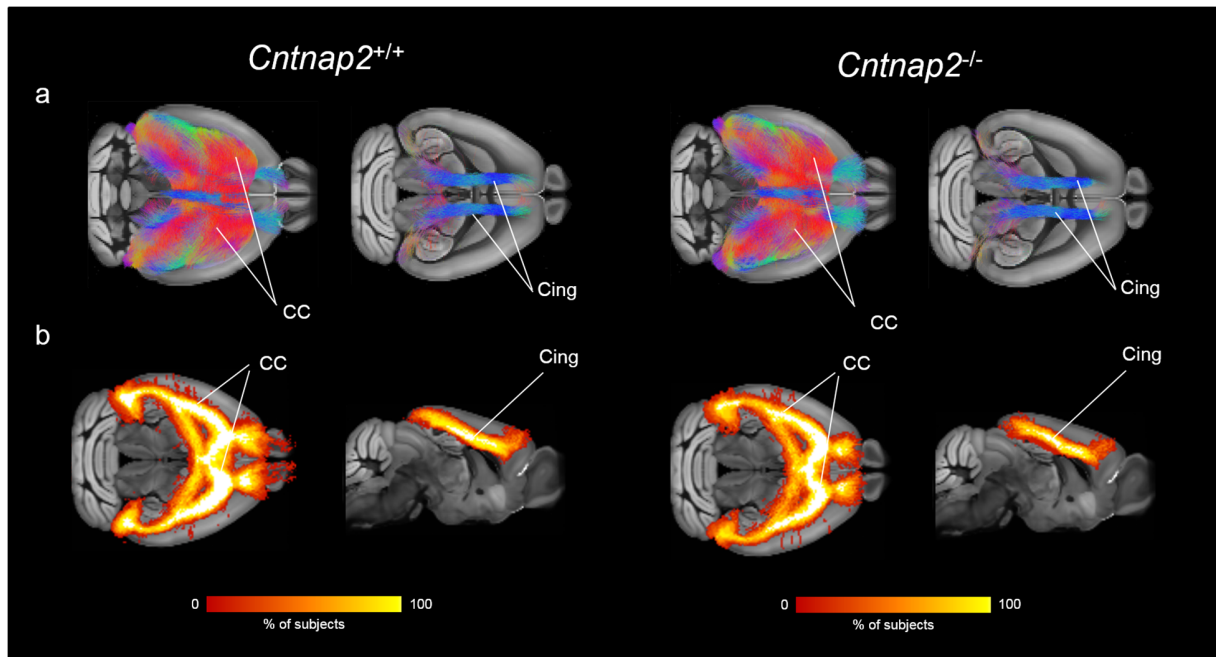 Cntnap2+/+
Cntnap2-/-
a
CC
Cing
CC
Cing
b
CC
Cing
CC
Cing
0
100
% of subjects
0
100
% of subjects